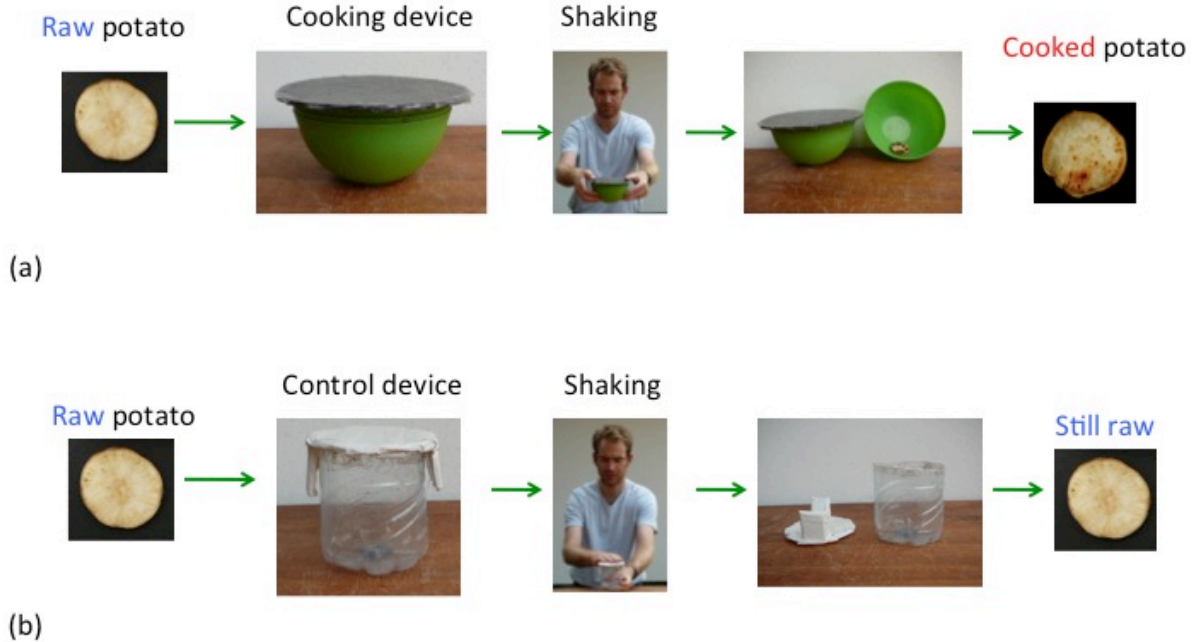 Raw potato
Cooking device
Shaking
Cooked potato
(a)
Raw potato
Control device
Shaking
Still raw
(b)